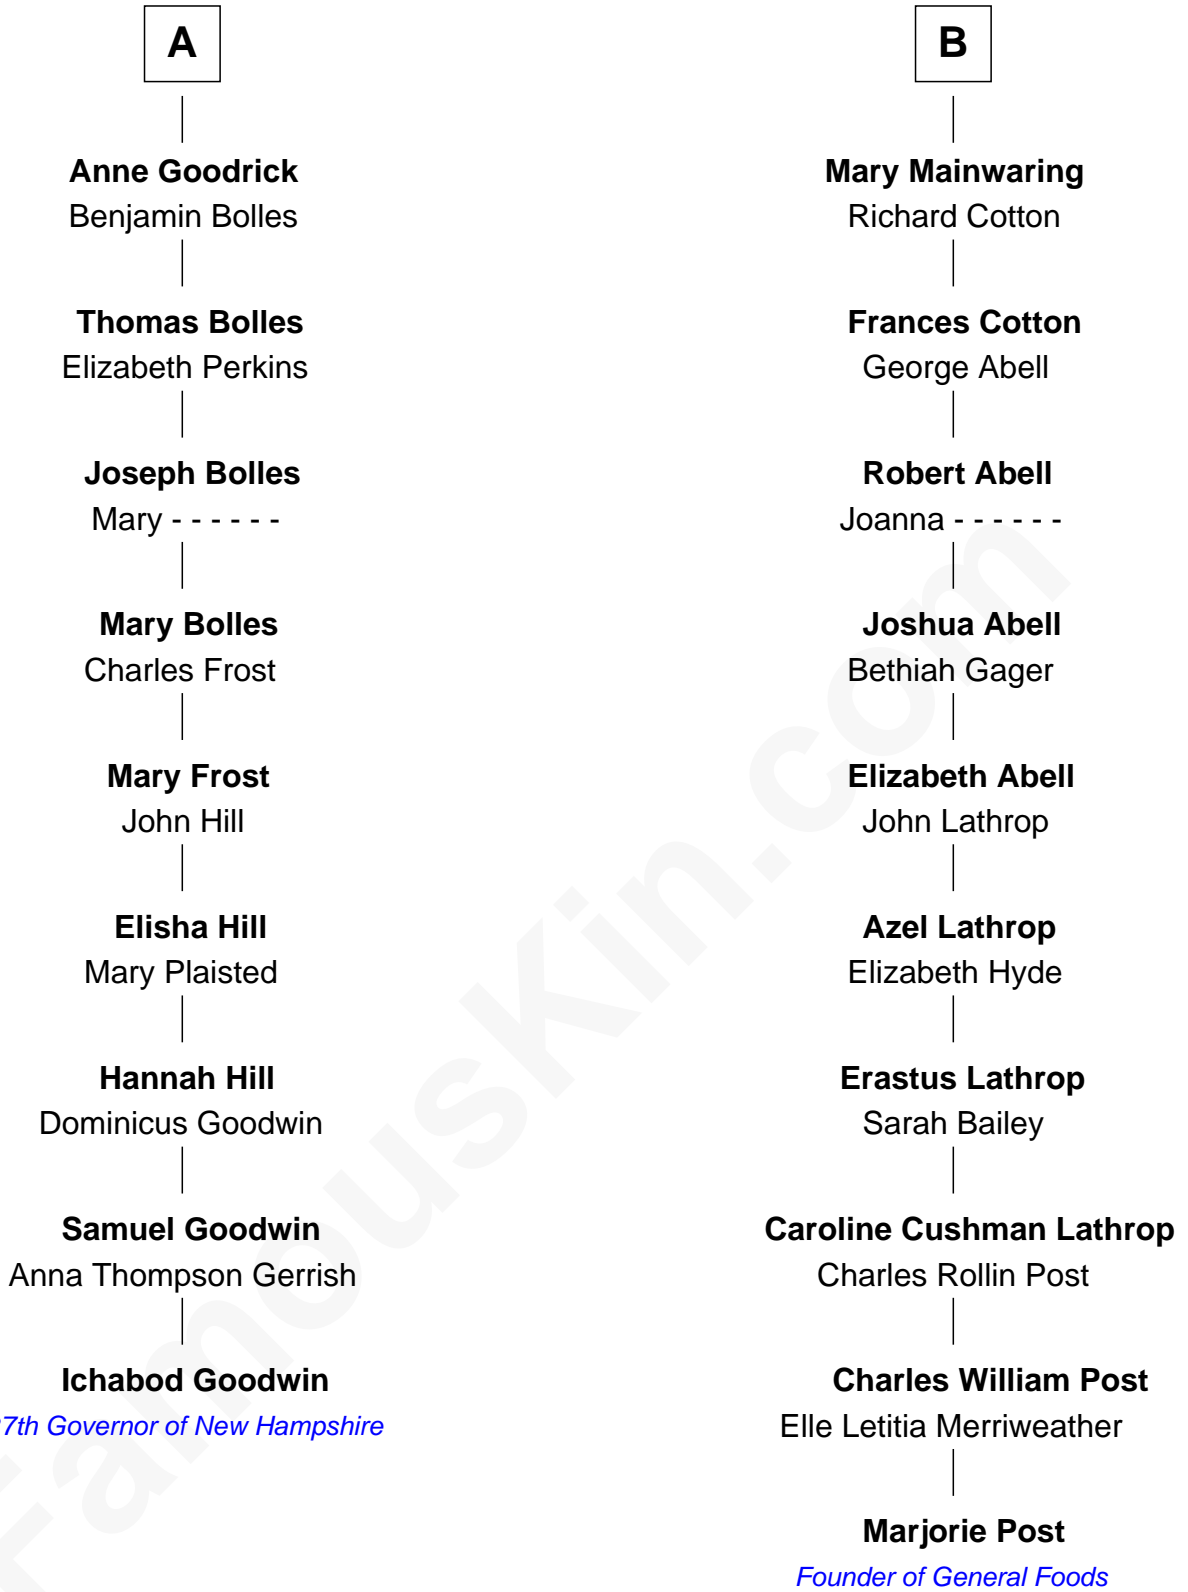 A
Anne Goodrick
Benjamin Bolles
Thomas Bolles
Elizabeth Perkins
Joseph Bolles
Mary - - - - - -
Mary Bolles
Charles Frost
Mary Frost
John Hill
Elisha Hill
Mary Plaisted
Hannah Hill
Dominicus Goodwin
Samuel Goodwin
Anna Thompson Gerrish
Ichabod Goodwin
7th Governor of New Hampshire
B
Mary Mainwaring
Richard Cotton
Frances Cotton
George Abell
Robert Abell
Joanna - - - - - -
Joshua Abell
Bethiah Gager
Elizabeth Abell
John Lathrop
Azel Lathrop
Elizabeth Hyde
Erastus Lathrop
Sarah Bailey
Caroline Cushman Lathrop
Charles Rollin Post
Charles William Post
Elle Letitia Merriweather
Marjorie Post
Founder of General Foods
FamousKin.com